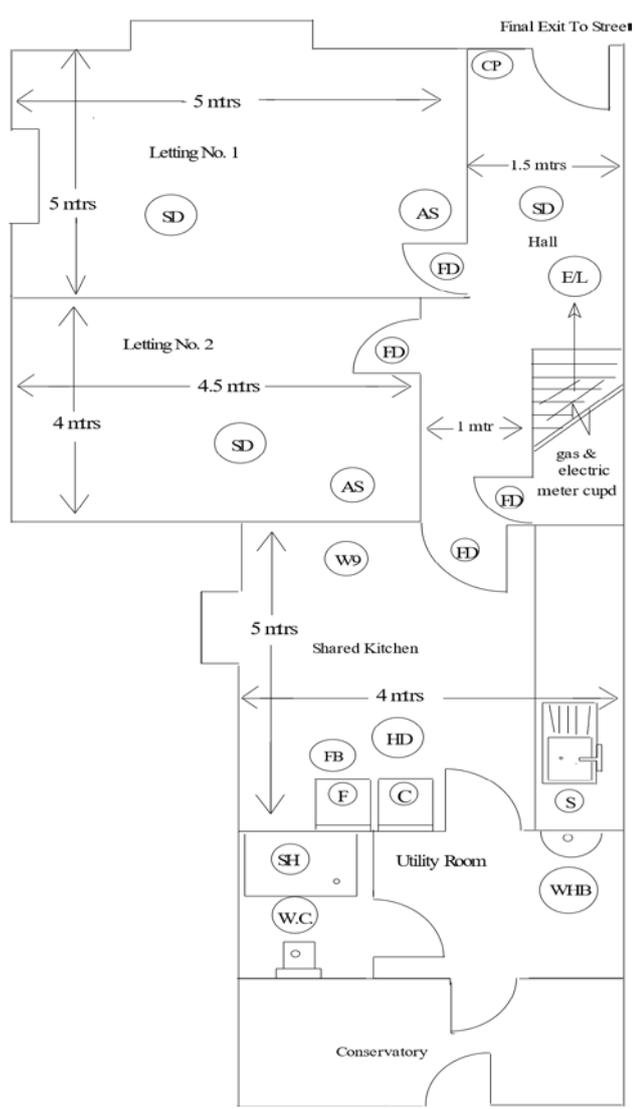 Final Exit To Street
CP
5 mtrs
Letting No. 1
1.5 mtrs
5 mtrs
SD
AS
SD
Hall
FD
E/L
Letting No. 2
FD
4.5 mtrs
4 mtrs
1 mtr
SD
gas &
electric
meter cupd
AS
FD
FD
W9
5 mtrs
Shared Kitchen
4 mtrs
HD
FB
F
C
S
SH
Utility Room
WHB
W.C.
Conservatory